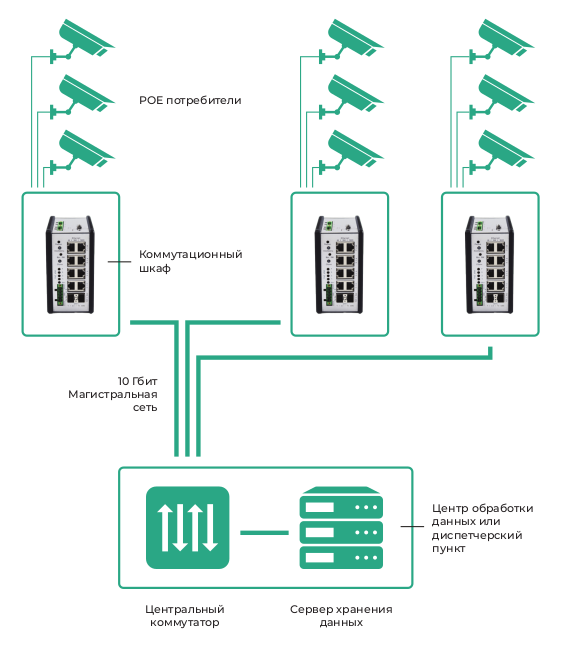 POE потребители
Коммутационный
шкаф
10 Гбит
Магистральная
сеть
Центр обработки
данных или
диспетчерский
пункт
Центральный
коммутатор
Сервер хранения
данных